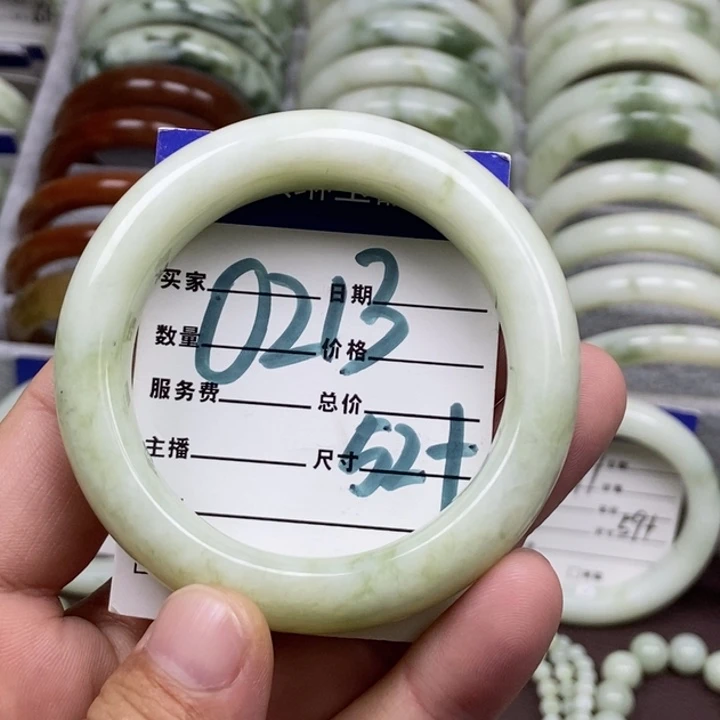 买家 日期
0213
数量 价格
服务费 总价
主播 尺寸 52+
59+